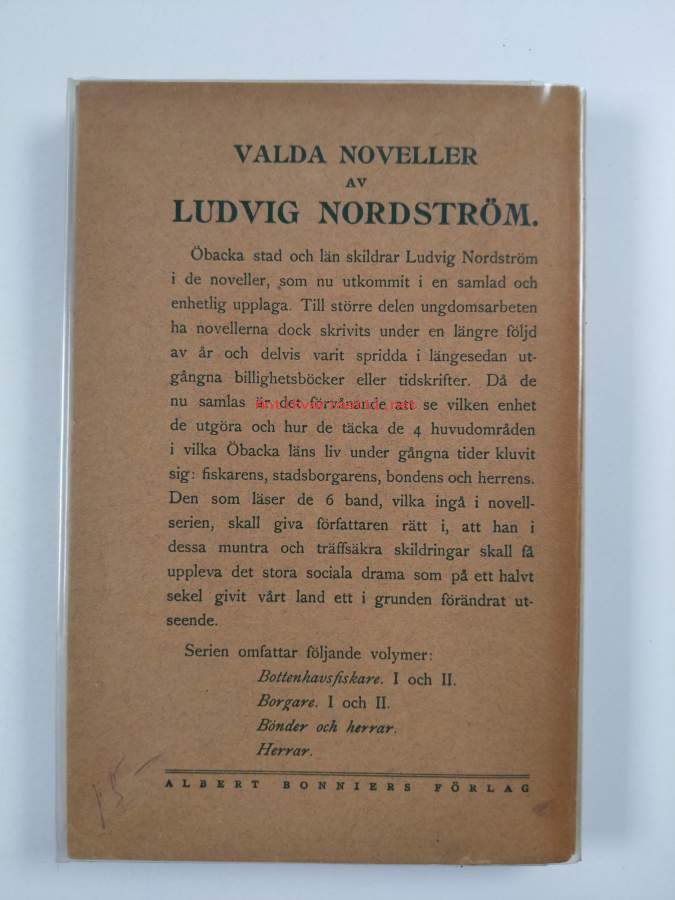 VALDA NOVELLER
AV
LUDVIG NORDSTRÖM.
Öbacka stad och län skildrar Ludvig Nordström
i de noveller, som nu utkommit i en samlad och
enhetlig upplaga. Till större delen ungdomsarbeten
ha novellerna dock skrivits under en längre följd
av år och delvis varit spridda i längesedan ut-
gångna billighetsböcker eller tidskrifter. Då de
nu samlas är det förvånande att se vilken enhet
de utgöra och hur de täcka de 4 huvudområden
i vilka Öbacka läns liv under gångna tider kluvit
sig: fiskarens, stadsborgarens, bondens och herrens.
Den som läser de 6 band, vilka ingå i novell-
serien, skall giva författaren rätt i, att han i
dessa muntra och träffsäkra skildringar skall få
uppleva det stora sociala drama som på ett halvt
sekel givit vårt land ett i grunden förändrat ut-
seende.
Serien omfattar följande volymer:
Bottenhavsfiskare. I och II.
Borgare. I och II.
Bönder och herrar.
Herrar.
ALBERT BONNIERS FÖRLAG